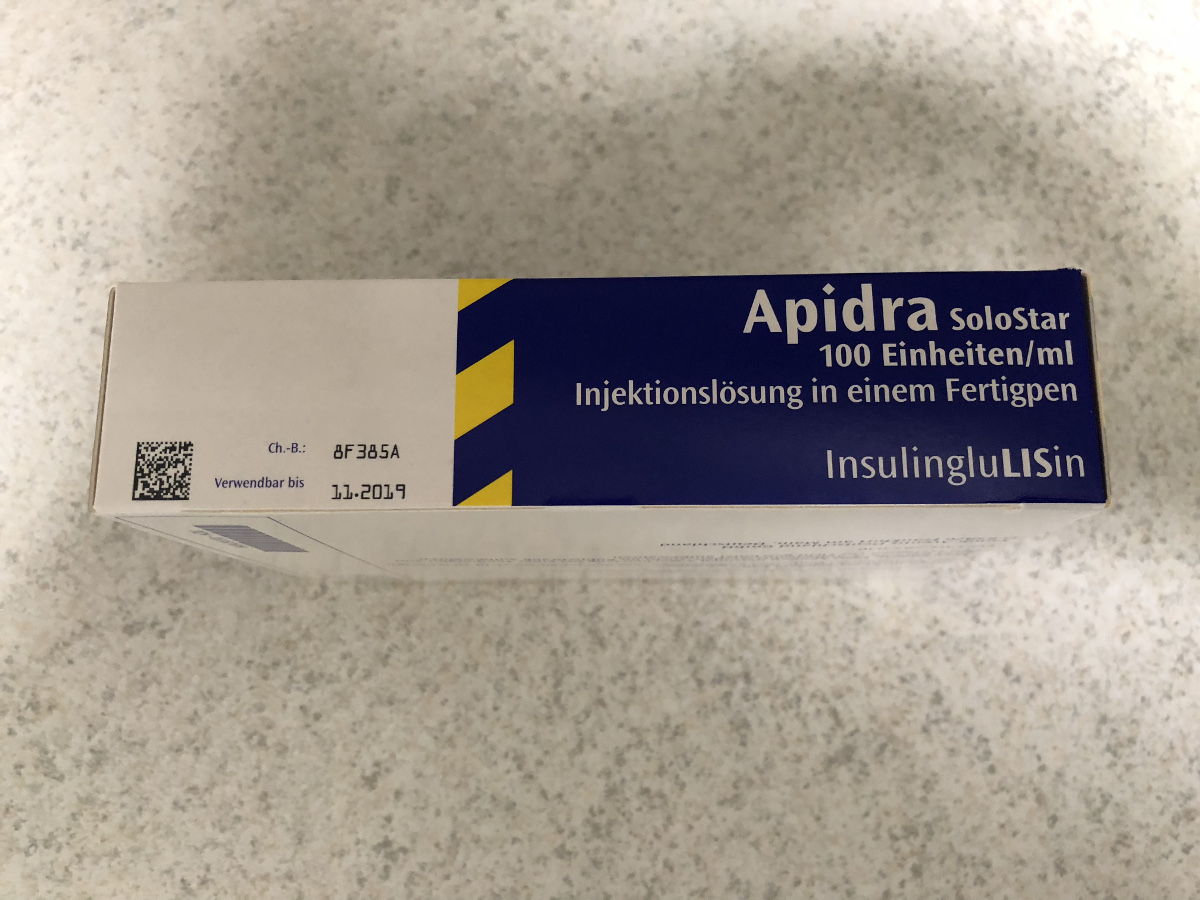 Apidra SoloStar
100 Einheiten/ml
Injektionslösung in einem Fertigpen
InsulingluLISin
Ch.-B.: 8F385A
Verwendbar bis 11.2019